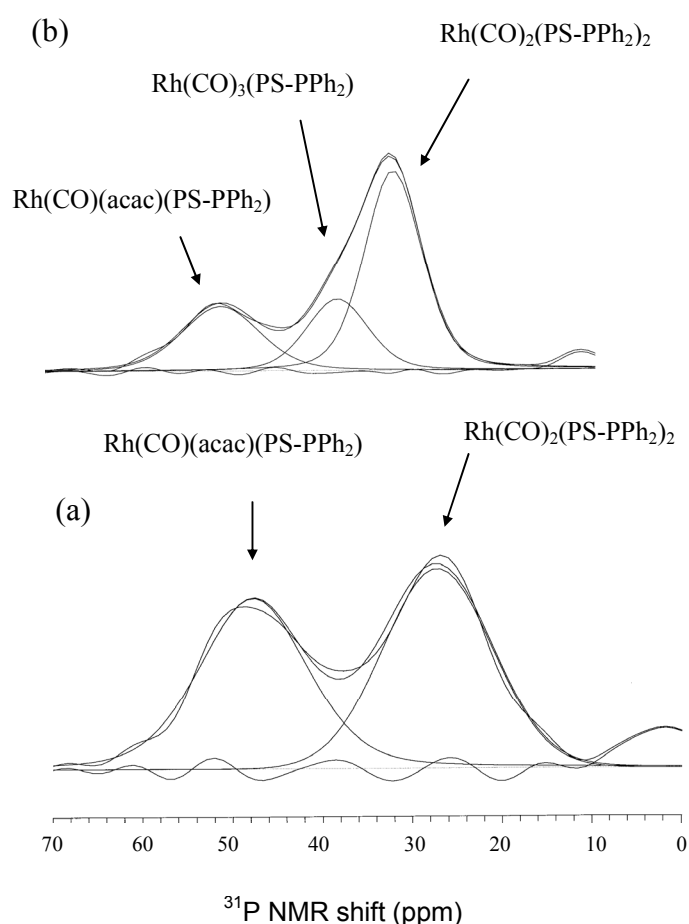 (b)
Rh(CO)₂(PS-PPh₂)₂
Rh(CO)₃(PS-PPh₂)
Rh(CO)(acac)(PS-PPh₂)
Rh(CO)(acac)(PS-PPh₂)
Rh(CO)₂(PS-PPh₂)₂
(a)
70 60 50 40 30 20 10 0
³¹P NMR shift (ppm)